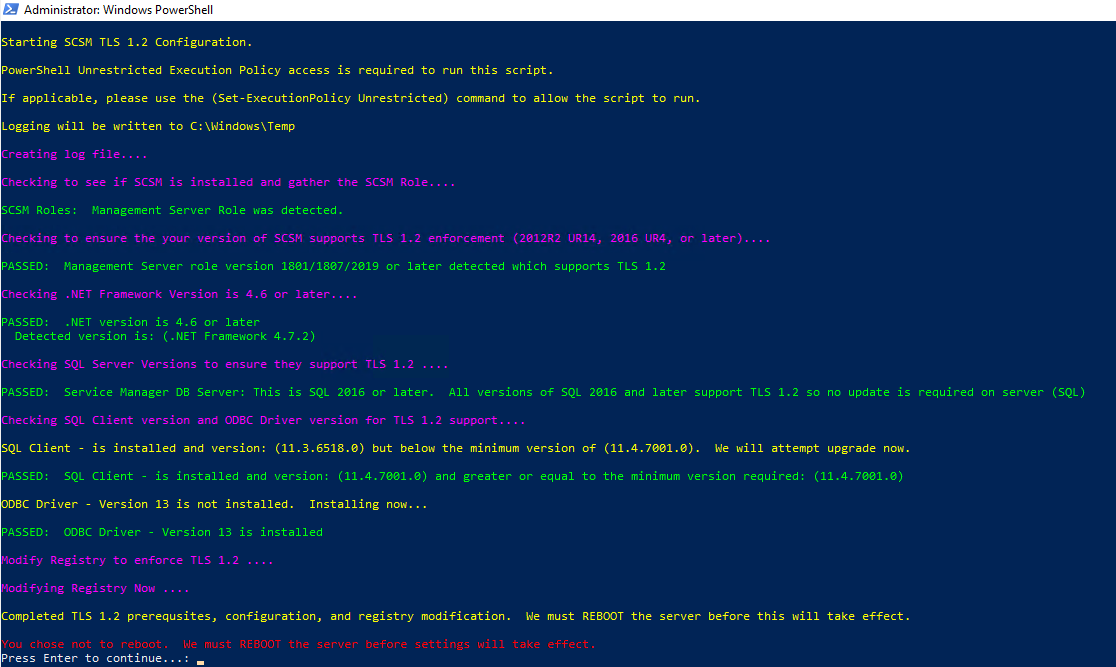 Administrator: Windows PowerShell
Starting SCSM TLS 1.2 Configuration.
PowerShell Unrestricted Execution Policy access is required to run this script.
If applicable, please use the (Set-ExecutionPolicy Unrestricted) command to allow the script to run.
Logging will be written to C:\Windows\Temp
Creating log file....
Checking to see if SCSM is installed and gather the SCSM Role....
SCSM Roles:  Management Server Role was detected.
Checking to ensure the your version of SCSM supports TLS 1.2 enforcement (2012R2 UR14, 2016 UR4, or later)....
PASSED:  Management Server role version 1801/1807/2019 or later detected which supports TLS 1.2
Checking .NET Framework Version is 4.6 or later....
PASSED:  .NET version is 4.6 or later
  Detected version is: (.NET Framework 4.7.2)
Checking SQL Server Versions to ensure they support TLS 1.2 ....
PASSED:  Service Manager DB Server: This is SQL 2016 or later.  All versions of SQL 2016 and later support TLS 1.2 so no update is required on server (SQL)
Checking SQL Client version and ODBC Driver version for TLS 1.2 support....
SQL Client - is installed and version: (11.3.6518.0) but below the minimum version of (11.4.7001.0).  We will attempt upgrade now.
PASSED:  SQL Client - is installed and version: (11.4.7001.0) and greater or equal to the minimum version required: (11.4.7001.0)
ODBC Driver - Version 13 is not installed.  Installing now...
PASSED:  ODBC Driver - Version 13 is installed
Modify Registry to enforce TLS 1.2 ....
Modifying Registry Now ....
Completed TLS 1.2 prerequsites, configuration, and registry modification.  We must REBOOT the server before this will take effect.
You chose not to reboot.  We must REBOOT the server before settings will take effect.
Press Enter to continue...: